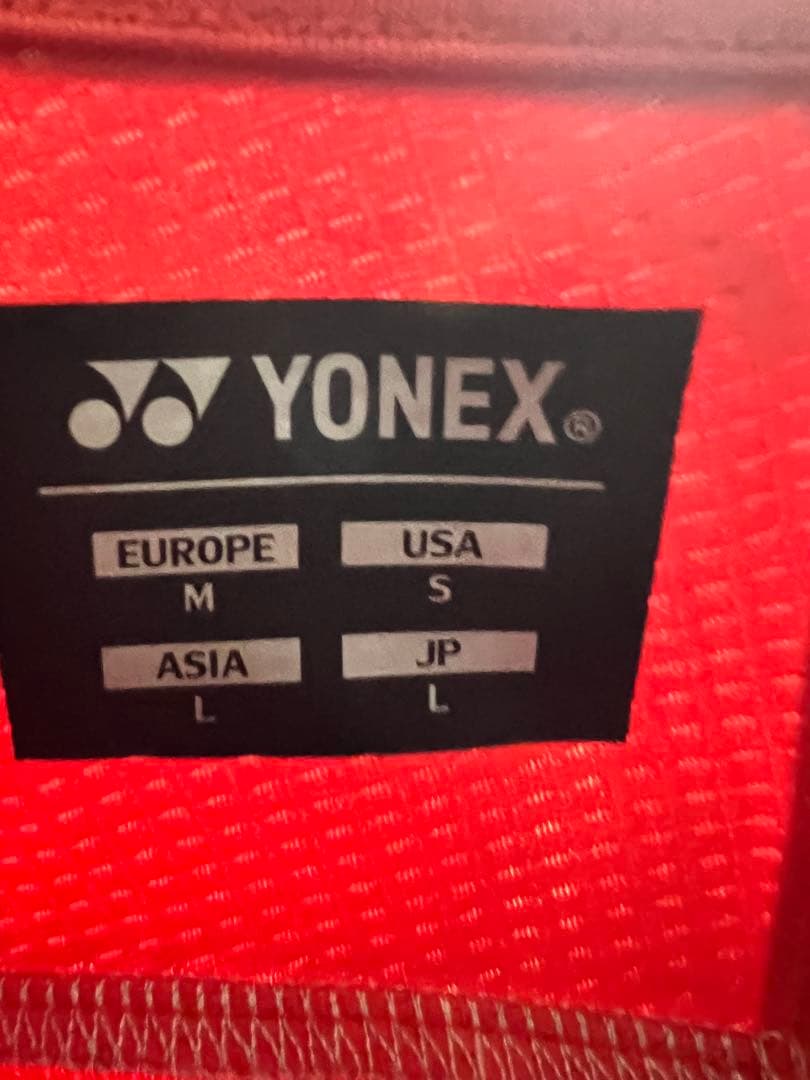 YONEX®
EUROPE USA
M S
ASIA JP
L L